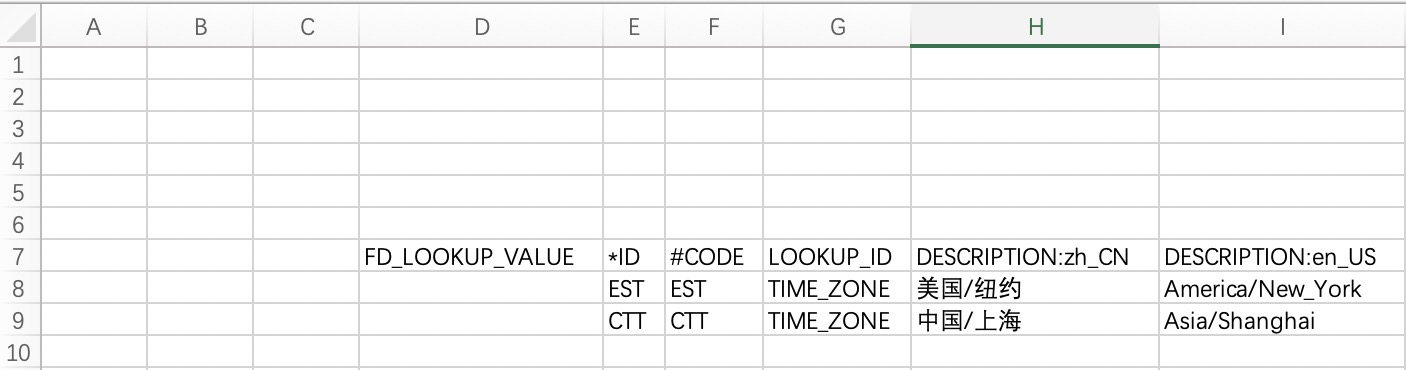 A B C D E F G H I
1
2
3
4
5
6
7 FD_LOOKUP_VALUE *ID #CODE LOOKUP_ID DESCRIPTION:zh_CN DESCRIPTION:en_US
8 EST EST TIME_ZONE 美国/纽约 America/New_York
9 CTT CTT TIME_ZONE 中国/上海 Asia/Shanghai
10